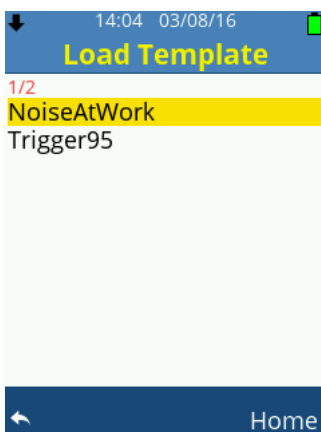 14:04 03/08/16
Load Template
1/2
NoiseAtWork
Trigger95
Home